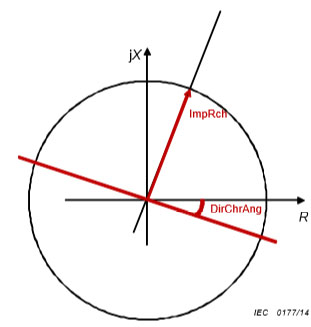 jX
ImpRch
DirChrAng
R
IEC 0177/14